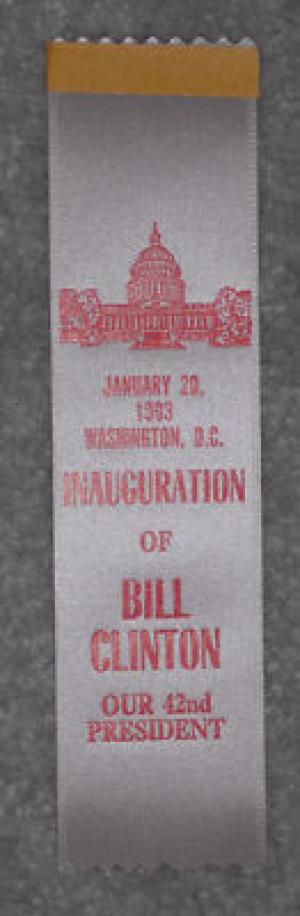 JANUARY 20,
1993
WASHINGTON, D.C.
INAUGURATION
OF
BILL
CLINTON
OUR 42nd
PRESIDENT